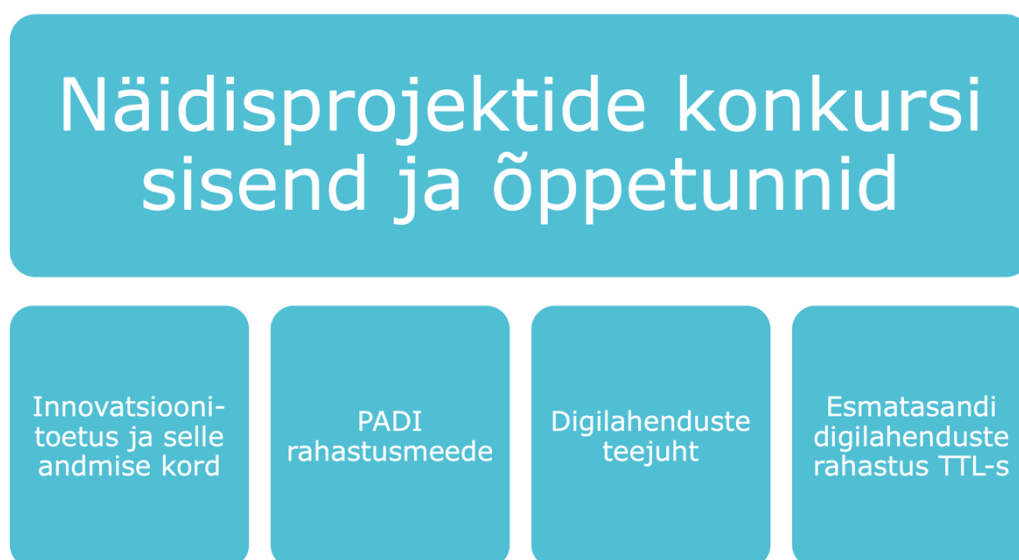 Näidisprojektide konkursi
sisend ja õppetunnid
Innovatsiooni-
toetus ja selle
andmise kord
PADI
rahastusmeede
Digilahenduste
teejuht
Esmatasandi
digilahenduste
rahastus TTL-s